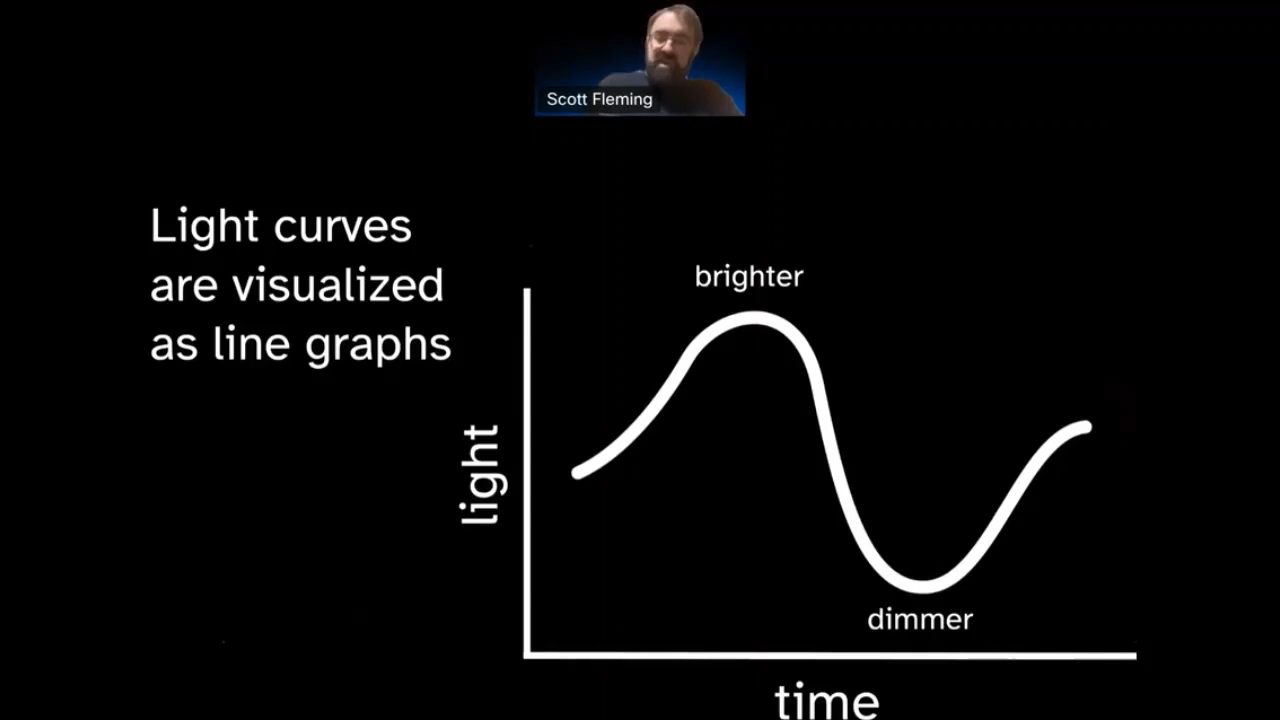 Scott Fleming
Light curves
are visualized
as line graphs
brighter
light
dimmer
time